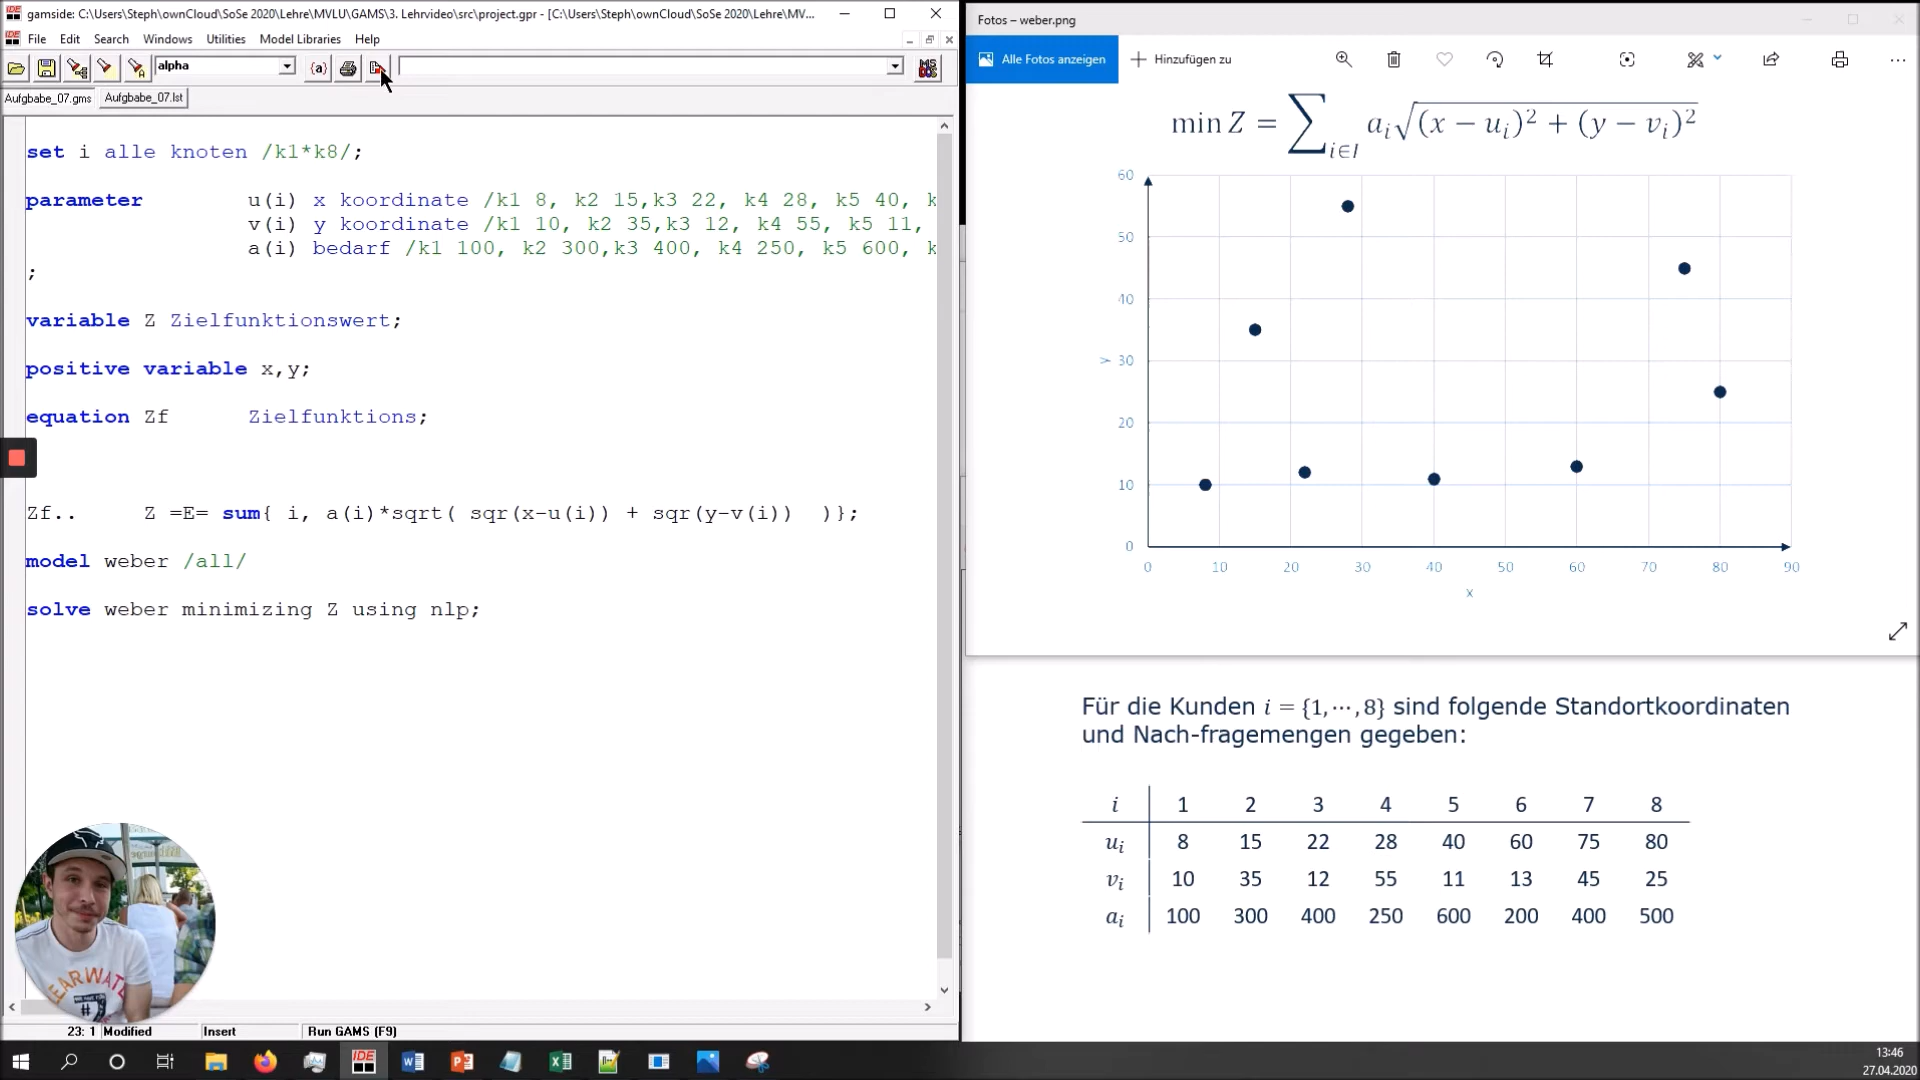 gamside: C:\Users\Steph\ownCloud\SoSe 2020\Lehre\MVLU\GAMS\3. Lehrvideo\src\project.gpr - [C:\Users\Steph\ownCloud\SoSe 2020\Lehre\MV...
File Edit Search Windows Utilities Model Libraries Help
alpha
{a}
Aufgbabe_07.gms Aufgbabe_07.lst
set i alle knoten /k1*k8/;
parameter u(i) x koordinate /k1 8, k2 15,k3 22, k4 28, k5 40, k
v(i) y koordinate /k1 10, k2 35,k3 12, k4 55, k5 11,
a(i) bedarf /k1 100, k2 300,k3 400, k4 250, k5 600, k
;
variable Z Zielfunktionswert;
positive variable x,y;
equation Zf Zielfunktions;
Zf.. Z =E= sum{ i, a(i)*sqrt( sqr(x-u(i)) + sqr(y-v(i)) )};
model weber /all/
solve weber minimizing Z using nlp;
23: 1 Modified Insert Run GAMS (F9)
Fotos – weber.png
Alle Fotos anzeigen
Hinzufügen zu
min Z = ∑_{i∈I} a_i √((x − u_i)² + (y − v_i)²)
60
50
40
y 30
20
10
0
0 10 20 30 40 50 60 70 80 90
x
Für die Kunden i = {1,⋯,8} sind folgende Standortkoordinaten
und Nach-fragemengen gegeben:
i 1 2 3 4 5 6 7 8
u_i 8 15 22 28 40 60 75 80
v_i 10 35 12 55 11 13 45 25
a_i 100 300 400 250 600 200 400 500
IDE
13:46
27.04.2020